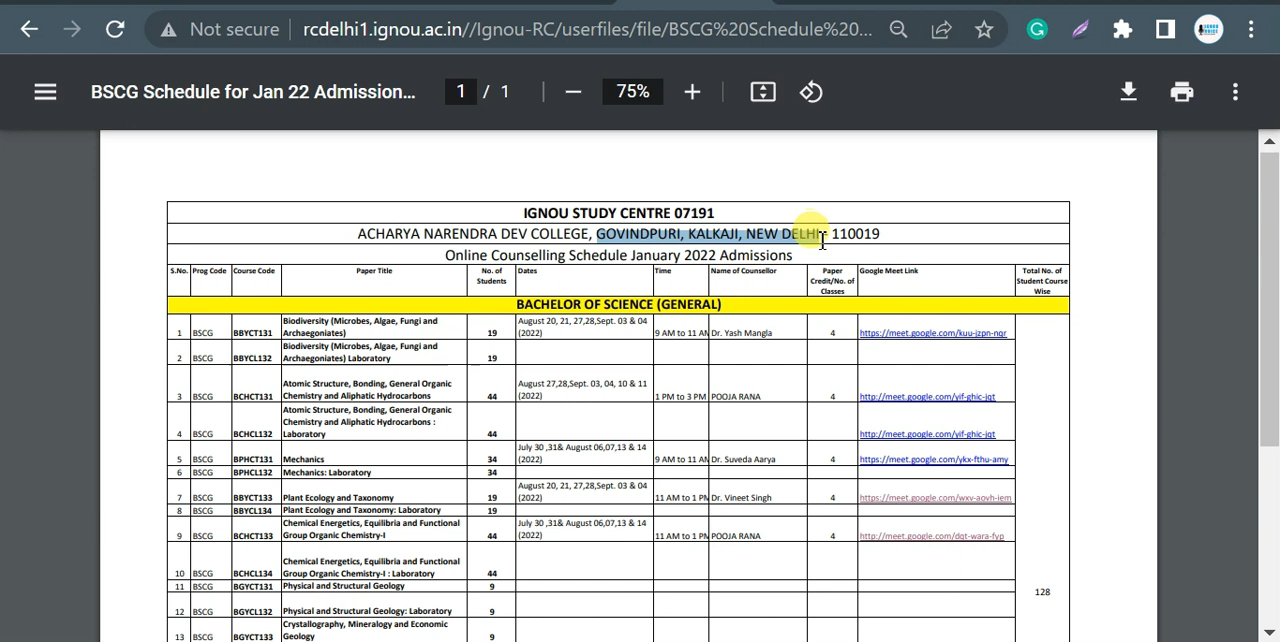 Not secure rcdelhi1.ignou.ac.in//Ignou-RC/userfiles/file/BSCG%20Schedule%20...
BSCG Schedule for Jan 22 Admission... 1 / 1 75%
IGNOU STUDY CENTRE 07191
ACHARYA NARENDRA DEV COLLEGE, GOVINDPURI, KALKAJI, NEW DELHI - 110019
Online Counselling Schedule January 2022 Admissions
S.No. Prog Code Course Code Paper Title No. of Students Dates Time Name of Counsellor Paper Credit/No. of Classes Google Meet Link Total No. of Student Course Wise
BACHELOR OF SCIENCE (GENERAL)
1 BSCG BBYCT131 Biodiversity (Microbes, Algae, Fungi and Archaegoniates) 19 August 20, 21, 27,28,Sept. 03 & 04 (2022) 9 AM to 11 AM Dr. Yash Mangla 4 https://meet.google.com/kuu-jzpn-nqr
2 BSCG BBYCL132 Biodiversity (Microbes, Algae, Fungi and Archaegoniates) Laboratory 19
3 BSCG BCHCT131 Atomic Structure, Bonding, General Organic Chemistry and Aliphatic Hydrocarbons 44 August 27,28,Sept. 03, 04, 10 & 11 (2022) 1 PM to 3 PM POOJA RANA 4 http://meet.google.com/yif-ghic-jqt
4 BSCG BCHCL132 Atomic Structure, Bonding, General Organic Chemistry and Aliphatic Hydrocarbons : Laboratory 44 http://meet.google.com/yif-ghic-jqt
5 BSCG BPHCT131 Mechanics 34 July 30 ,31& August 06,07,13 & 14 (2022) 9 AM to 11 AM Dr. Suveda Aarya 4 https://meet.google.com/ykx-fthu-amy
6 BSCG BPHCL132 Mechanics: Laboratory 34
7 BSCG BBYCT133 Plant Ecology and Taxonomy 19 August 20, 21, 27,28,Sept. 03 & 04 (2022) 11 AM to 1 PM Dr. Vineet Singh 4 https://meet.google.com/wxv-aovh-iem
8 BSCG BBYCL134 Plant Ecology and Taxonomy: Laboratory 19
9 BSCG BCHCT133 Chemical Energetics, Equilibria and Functional Group Organic Chemistry-I 44 July 30 ,31& August 06,07,13 & 14 (2022) 11 AM to 1 PM POOJA RANA 4 http://meet.google.com/dqt-wara-fyp
10 BSCG BCHCL134 Chemical Energetics, Equilibria and Functional Group Organic Chemistry-I : Laboratory 44
11 BSCG BGYCT131 Physical and Structural Geology 9
128
12 BSCG BGYCL132 Physical and Structural Geology: Laboratory 9
13 BSCG BGYCT133 Crystallography, Mineralogy and Economic Geology 9